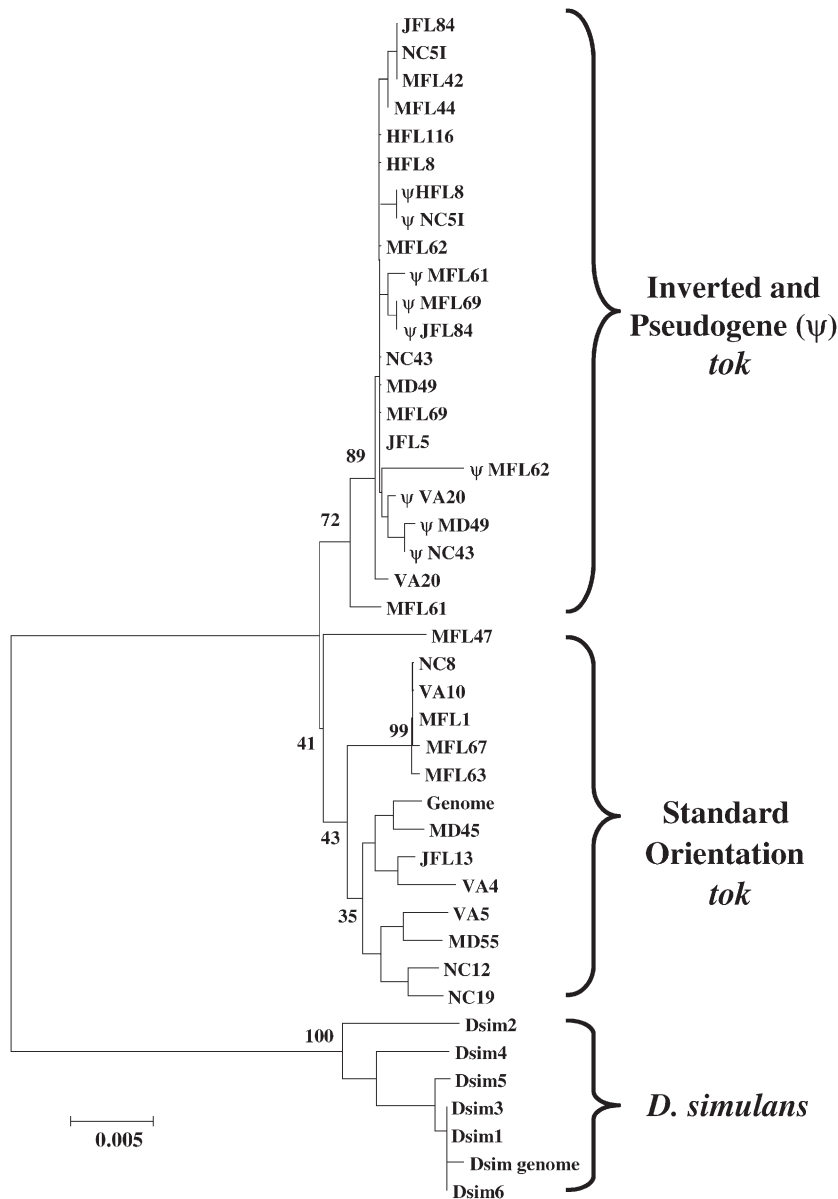 JFL84
NC5I
MFL42
MFL44
HFL116
HFL8
ψHFL8
ψ NC5I
MFL62
ψ MFL61
ψ MFL69
ψ JFL84
NC43
MD49
MFL69
JFL5
89
ψ MFL62
ψ VA20
72
ψ MD49
ψ NC43
VA20
MFL61
Inverted and
Pseudogene (ψ)
tok
MFL47
NC8
VA10
MFL1
99
41
MFL67
MFL63
Genome
MD45
43
JFL13
VA4
35
VA5
MD55
NC12
NC19
Standard
Orientation
tok
Dsim2
100
Dsim4
Dsim5
Dsim3
Dsim1
Dsim genome
Dsim6
D. simulans
0.005